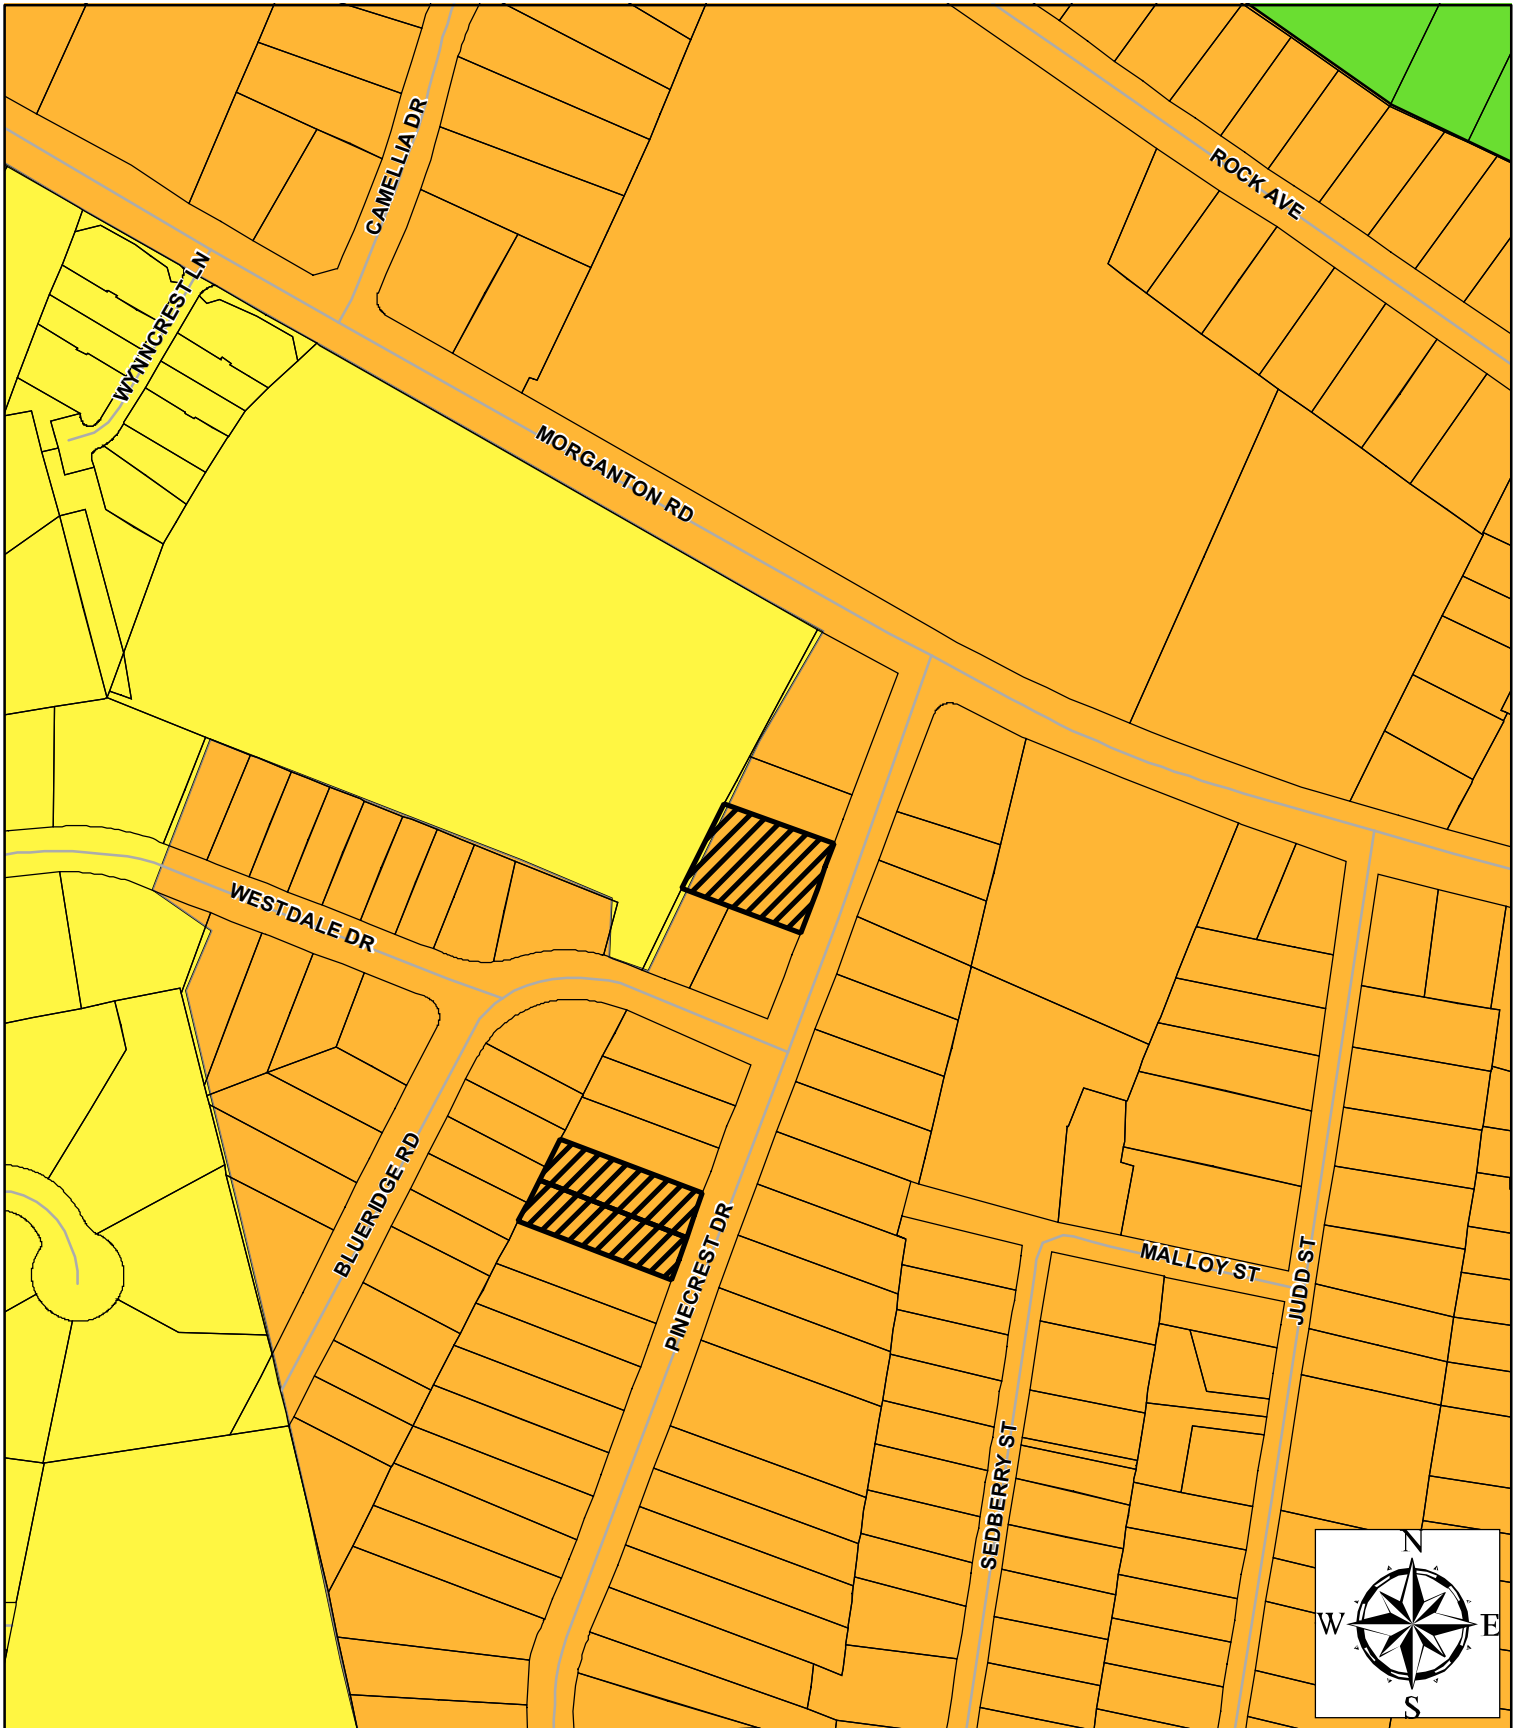 CAMELLIA DR
ROCK AVE
WYNNCREST LN
MORGANTON RD
WESTDALE DR
BLUERIDGE RD
PINECREST DR
MALLOY ST
JUDD ST
SEDBERRY ST
N
W E
S